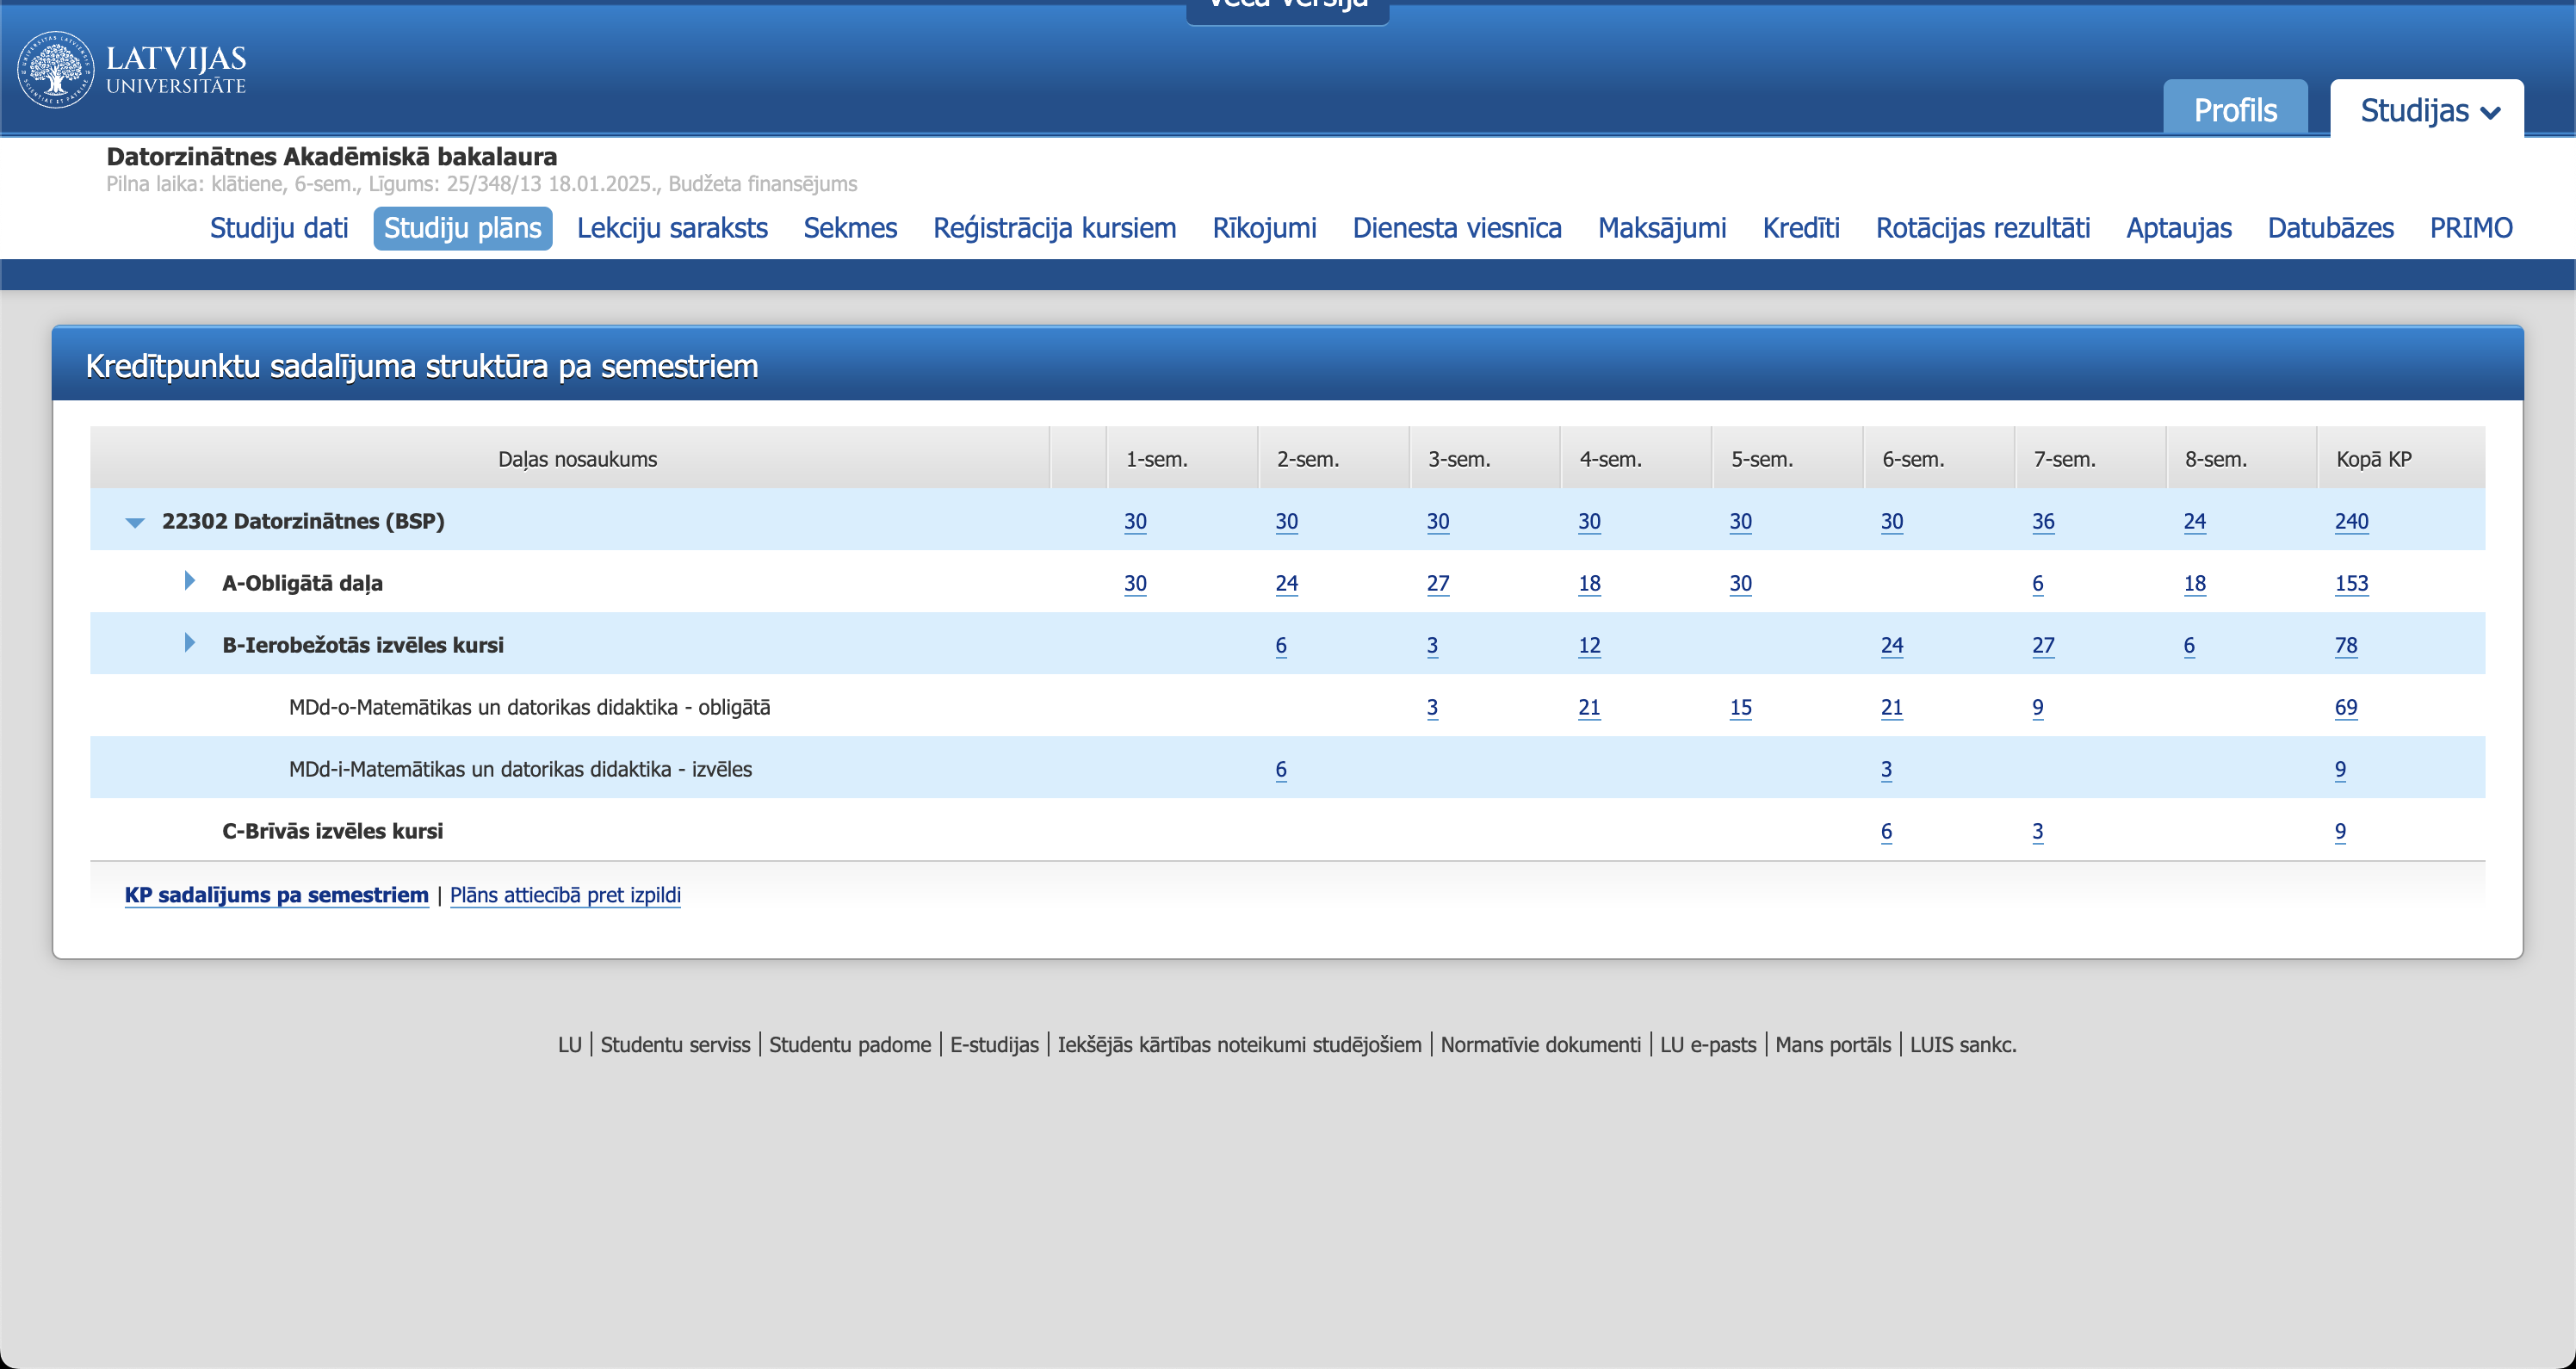 Vecā versija
LATVIJAS
UNIVERSITĀTE
Profils
Studijas
Datorzinātnes Akadēmiskā bakalaura
Pilna laika: klātiene, 6-sem., Līgums: 25/348/13 18.01.2025., Budžeta finansējums
Studiju dati Studiju plāns Lekciju saraksts Sekmes Reģistrācija kursiem Rīkojumi Dienesta viesnīca Maksājumi Kredīti Rotācijas rezultāti Aptaujas Datubāzes PRIMO
Kredītpunktu sadalījuma struktūra pa semestriem
Daļas nosaukums 1-sem. 2-sem. 3-sem. 4-sem. 5-sem. 6-sem. 7-sem. 8-sem. Kopā KP
22302 Datorzinātnes (BSP) 30 30 30 30 30 30 36 24 240
A-Obligātā daļa 30 24 27 18 30 6 18 153
B-Ierobežotās izvēles kursi 6 3 12 24 27 6 78
MDd-o-Matemātikas un datorikas didaktika - obligātā 3 21 15 21 9 69
MDd-i-Matemātikas un datorikas didaktika - izvēles 6 3 9
C-Brīvās izvēles kursi 6 3 9
KP sadalījums pa semestriem | Plāns attiecībā pret izpildi
LU | Studentu serviss | Studentu padome | E-studijas | Iekšējās kārtības noteikumi studējošiem | Normatīvie dokumenti | LU e-pasts | Mans portāls | LUIS sankc.